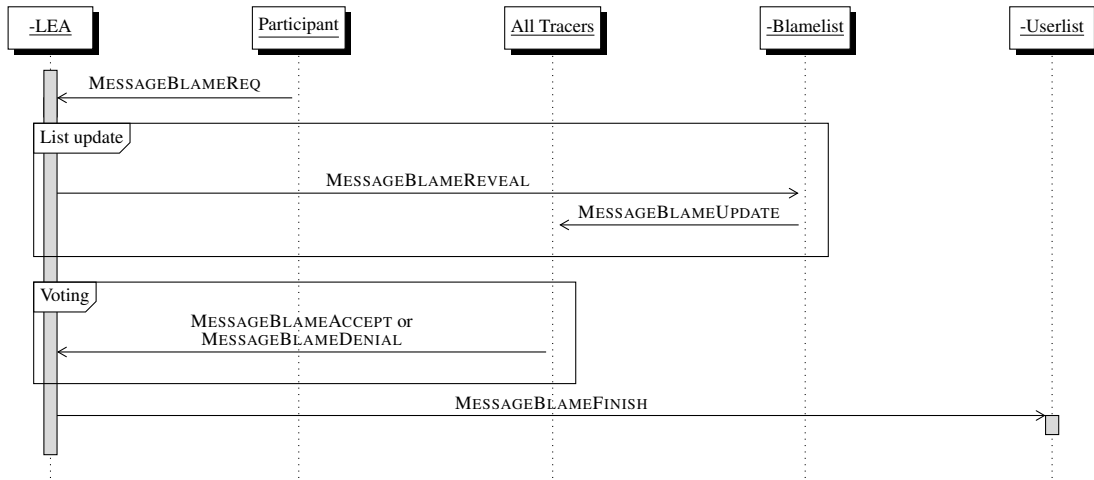 -LEA
Participant
All Tracers
-Blamelist
-Userlist
MESSAGEBLAMEREQ
List update
MESSAGEBLAMEREVEAL
MESSAGEBLAMEUPDATE
Voting
MESSAGEBLAMEACCEPT or
MESSAGEBLAMEDENIAL
MESSAGEBLAMEFINISH